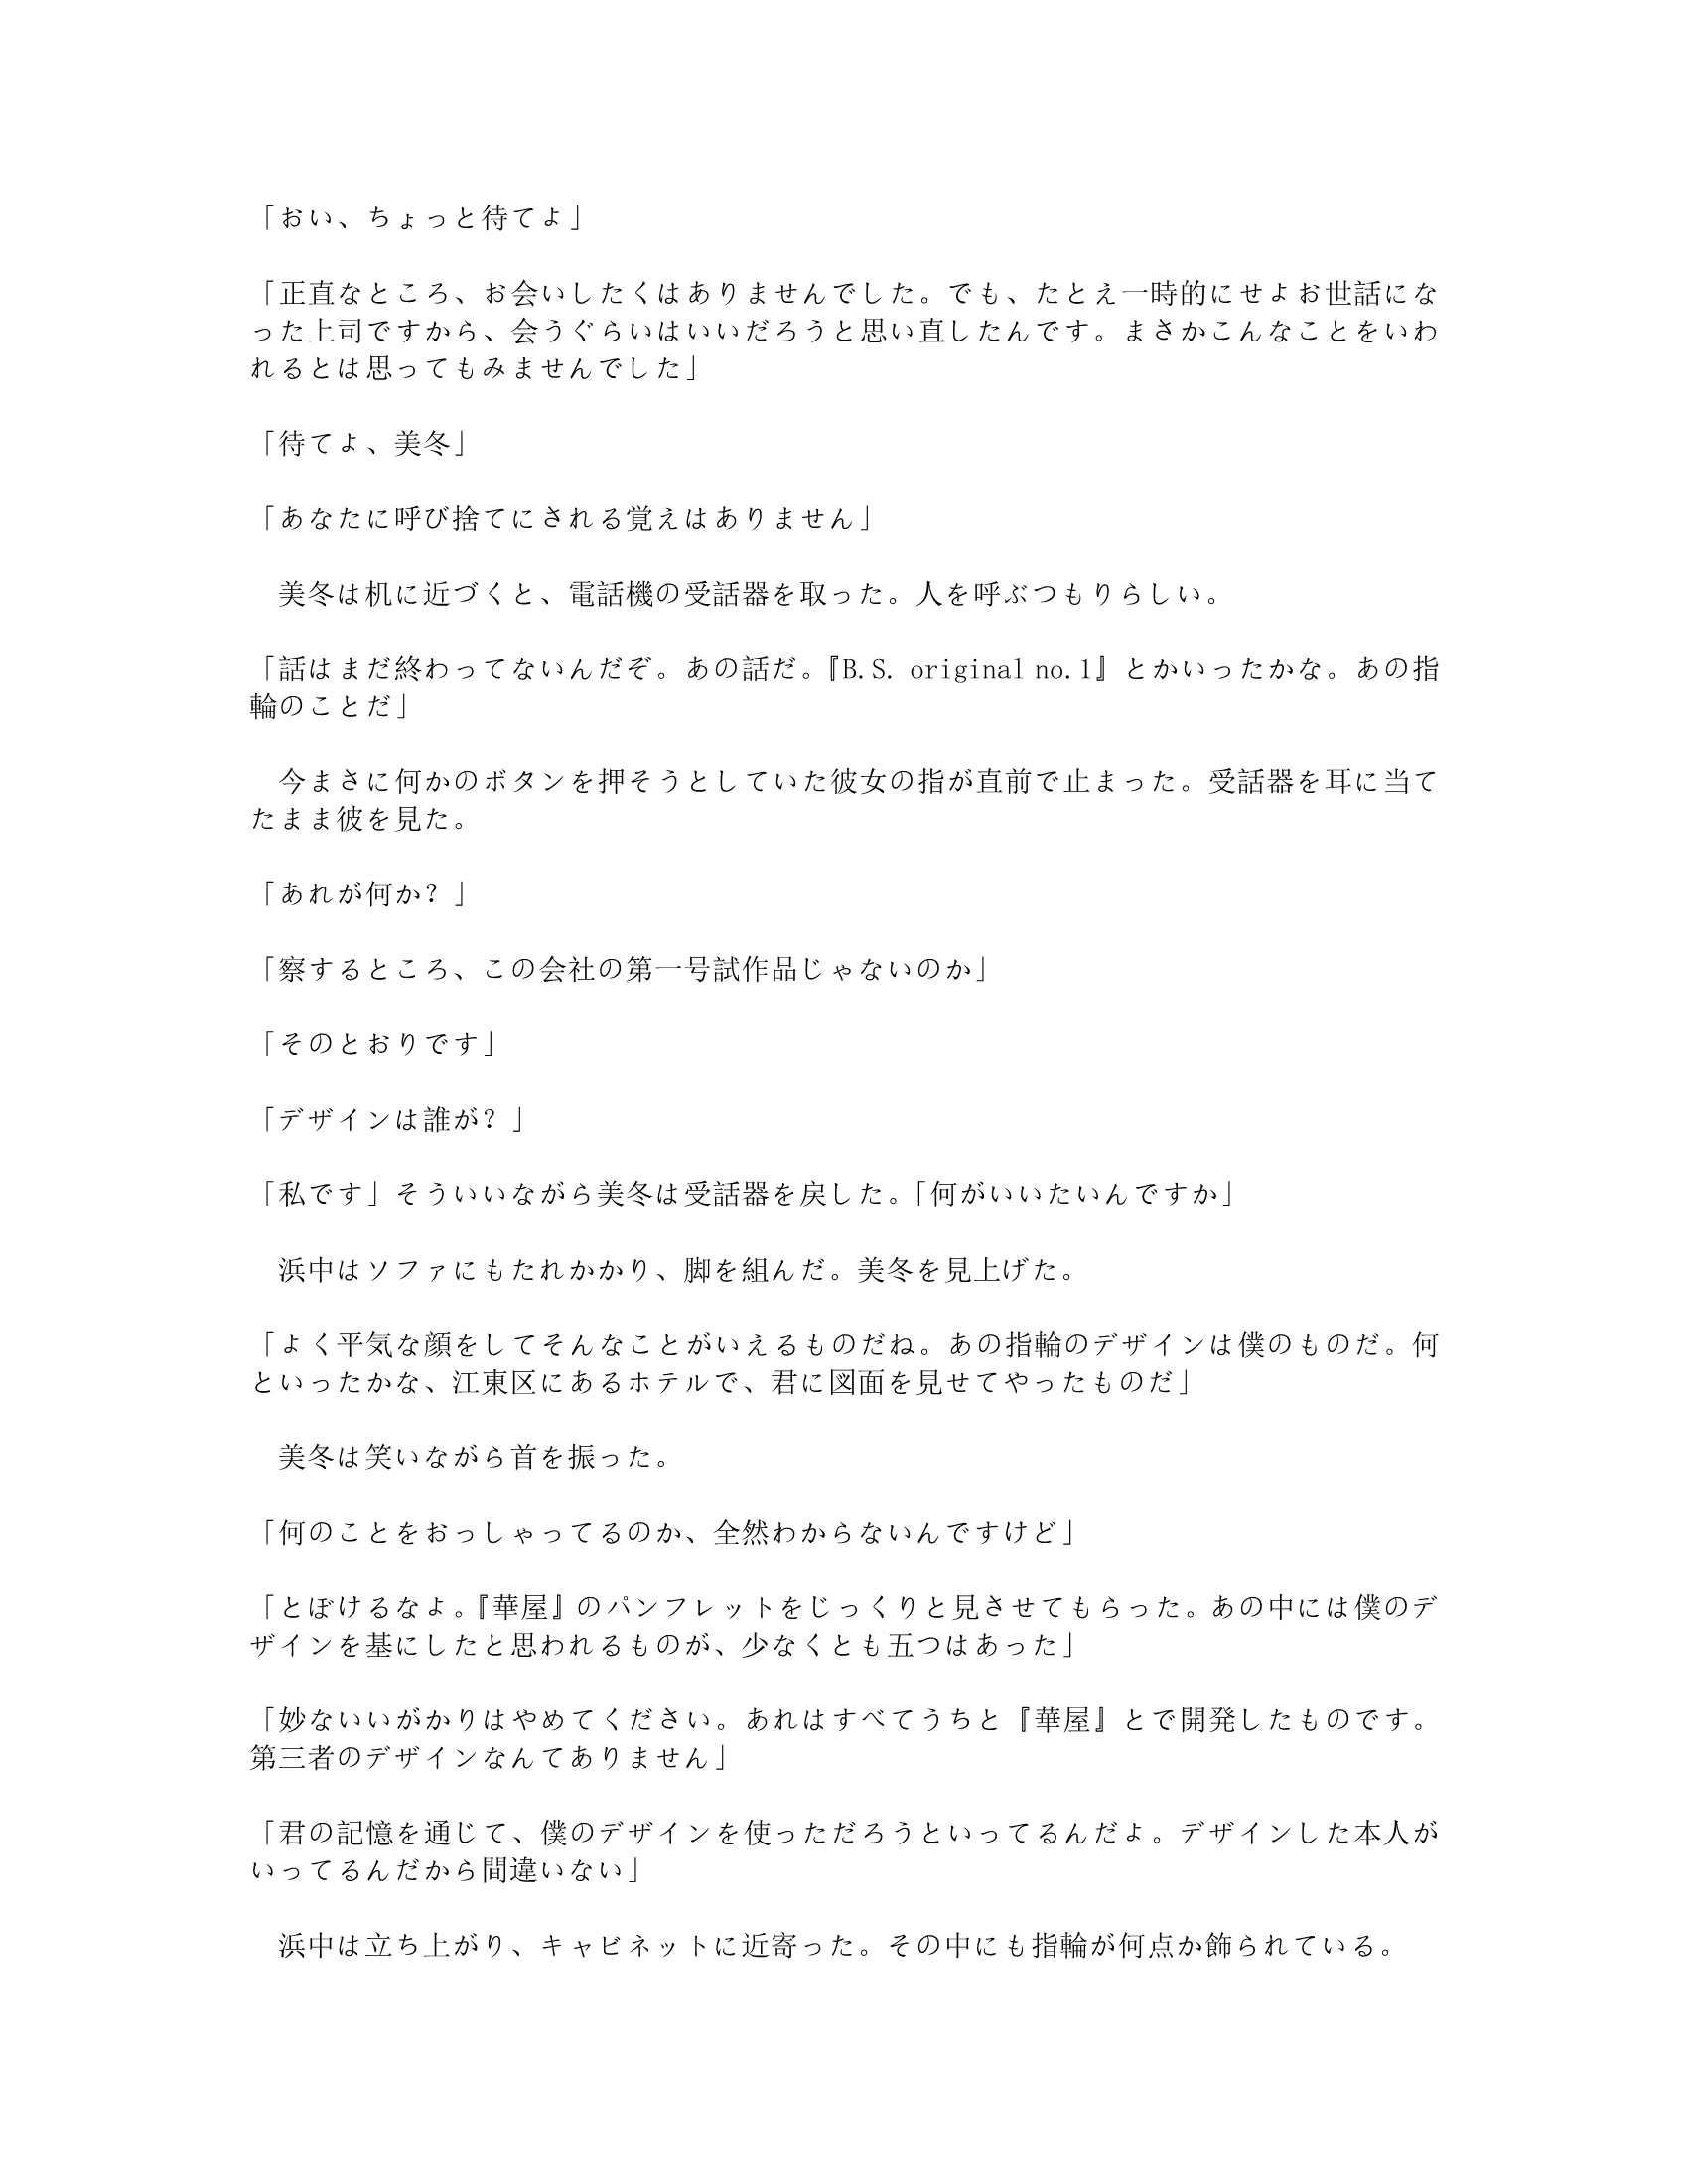 「おい、ちょっと待てよ」
「正直なところ、お会いしたくはありませんでした。でも、たとえ一時的にせよお世話にな
った上司ですから、会うぐらいはいいだろうと思い直したんです。まさかこんなことをいわ
れるとは思ってもみませんでした」
「待てよ、美冬」
「あなたに呼び捨てにされる覚えはありません」
　美冬は机に近づくと、電話機の受話器を取った。人を呼ぶつもりらしい。
「話はまだ終わってないんだぞ。あの話だ。『B.S. original no.1』とかいったかな。あの指
輪のことだ」
　今まさに何かのボタンを押そうとしていた彼女の指が直前で止まった。受話器を耳に当て
たまま彼を見た。
「あれが何か？」
「察するところ、この会社の第一号試作品じゃないのか」
「そのとおりです」
「デザインは誰が？」
「私です」そういいながら美冬は受話器を戻した。「何がいいたいんですか」
　浜中はソファにもたれかかり、脚を組んだ。美冬を見上げた。
「よく平気な顔をしてそんなことがいえるものだね。あの指輪のデザインは僕のものだ。何
といったかな、江東区にあるホテルで、君に図面を見せてやったものだ」
　美冬は笑いながら首を振った。
「何のことをおっしゃってるのか、全然わからないんですけど」
「とぼけるなよ。『華屋』のパンフレットをじっくりと見させてもらった。あの中には僕のデ
ザインを基にしたと思われるものが、少なくとも五つはあった」
「妙ないいがかりはやめてください。あれはすべてうちと『華屋』とで開発したものです。
第三者のデザインなんてありません」
「君の記憶を通じて、僕のデザインを使っただろうといってるんだよ。デザインした本人が
いってるんだから間違いない」
　浜中は立ち上がり、キャビネットに近寄った。その中にも指輪が何点か飾られている。